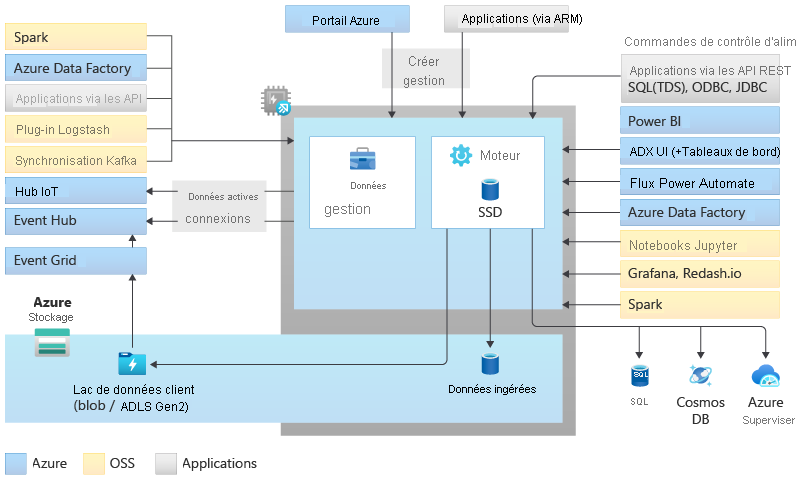 Portail Azure
Applications (via ARM)
Créer
gestion
Spark
Azure Data Factory
Applications via les API
Plug-in Logstash
Synchronisation Kafka
Hub IoT
Event Hub
Event Grid
Données actives
connexions
Données
gestion
Moteur
SSD
Commandes de contrôle d'alim
Applications via les API REST
SQL(TDS), ODBC, JDBC
Power BI
ADX UI (+Tableaux de bord)
Flux Power Automate
Azure Data Factory
Notebooks Jupyter
Grafana, Redash.io
Spark
Azure
Stockage
Lac de données client
(blob / ADLS Gen2)
Données ingérées
SQL
SQL
Cosmos
DB
Azure
Superviser
Azure
OSS
Applications